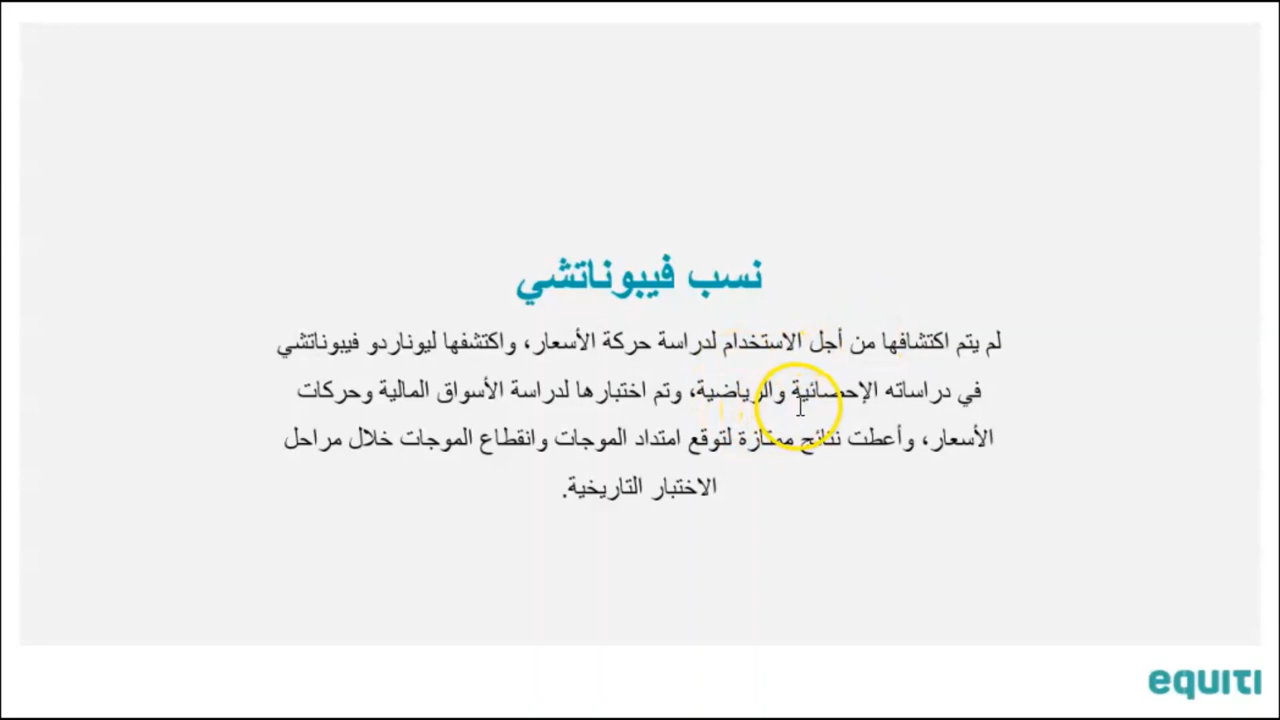 نسب فيبوناتشي
لم يتم اكتشافها من أجل الاستخدام لدراسة حركة الأسعار، واكتشفها ليوناردو فيبوناتشي
في دراساته الإحصائية والرياضية، وتم اختبارها لدراسة الأسواق المالية وحركات
الأسعار، وأعطت نتائج ممتازة لتوقع امتداد الموجات وانقطاع الموجات خلال مراحل
الاختبار التاريخية.
equiti